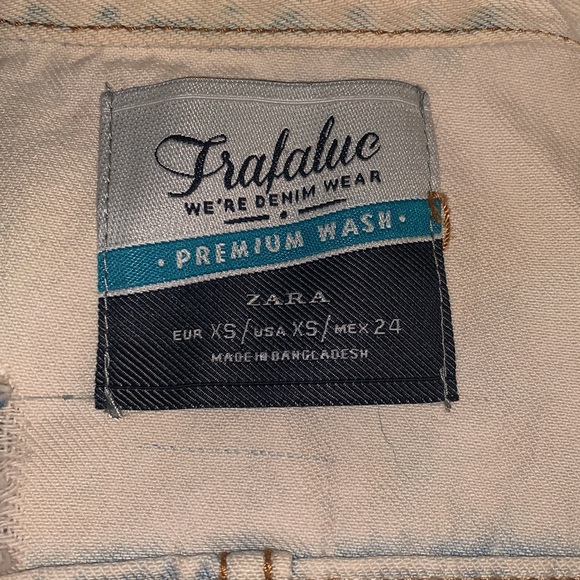 Trafaluc
WE'RE DENIM WEAR
• PREMIUM WASH •
ZARA
EUR XS/USA XS/MEX 24
MADE IN BANGLADESH